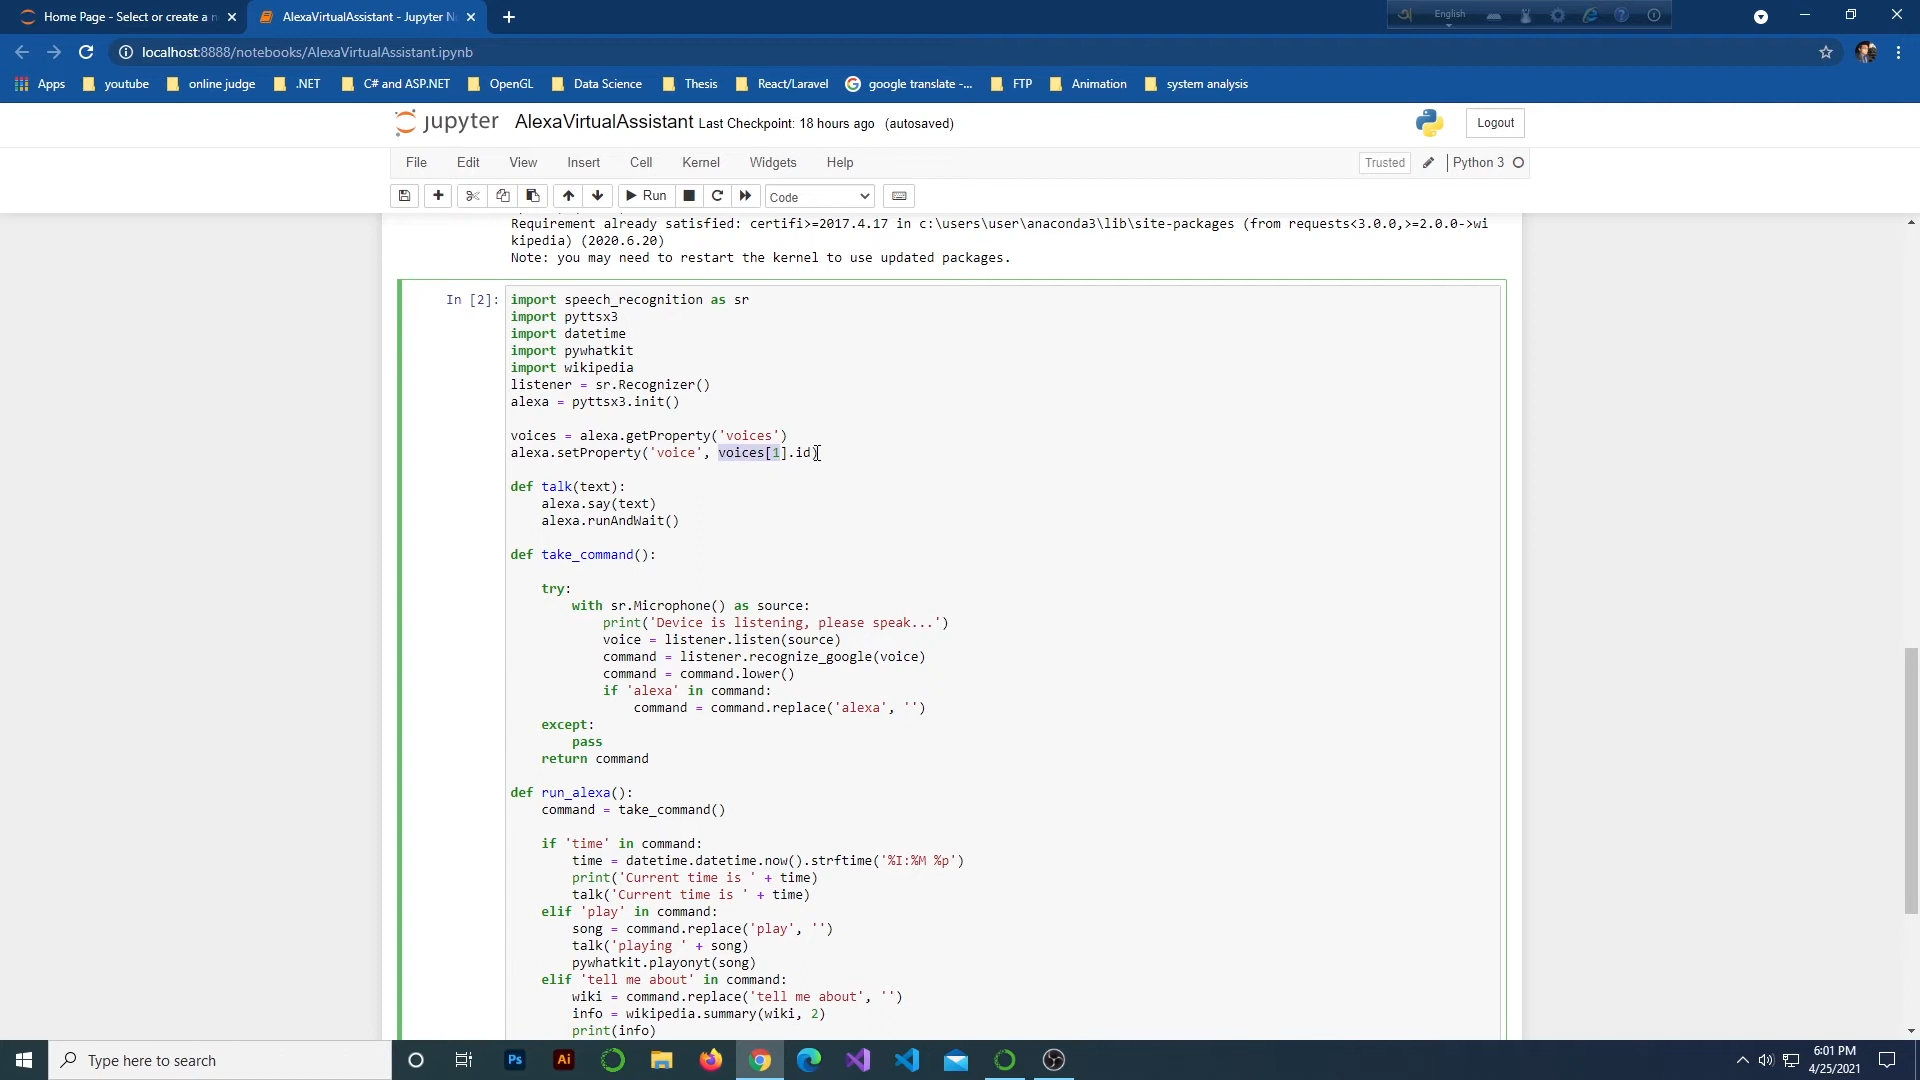 Home Page - Select or create a n
AlexaVirtualAssistant - Jupyter N
English
localhost:8888/notebooks/AlexaVirtualAssistant.ipynb
Apps youtube online judge .NET C# and ASP.NET OpenGL Data Science Thesis React/Laravel google translate -... FTP Animation system analysis
jupyter AlexaVirtualAssistant Last Checkpoint: 18 hours ago (autosaved) Logout
File Edit View Insert Cell Kernel Widgets Help Trusted Python 3
Run Code
Requirement already satisfied: certifi>=2017.4.17 in c:\users\user\anaconda3\lib\site-packages (from requests<3.0.0,>=2.0.0->wi
kipedia) (2020.6.20)
Note: you may need to restart the kernel to use updated packages.
In [2]: import speech_recognition as sr
import pyttsx3
import datetime
import pywhatkit
import wikipedia
listener = sr.Recognizer()
alexa = pyttsx3.init()
voices = alexa.getProperty('voices')
alexa.setProperty('voice', voices[1].id)
def talk(text):
    alexa.say(text)
    alexa.runAndWait()
def take_command():
    try:
        with sr.Microphone() as source:
            print('Device is listening, please speak...')
            voice = listener.listen(source)
            command = listener.recognize_google(voice)
            command = command.lower()
            if 'alexa' in command:
                command = command.replace('alexa', '')
    except:
        pass
    return command
def run_alexa():
    command = take_command()
    if 'time' in command:
        time = datetime.datetime.now().strftime('%I:%M %p')
        print('Current time is ' + time)
        talk('Current time is ' + time)
    elif 'play' in command:
        song = command.replace('play', '')
        talk('playing ' + song)
        pywhatkit.playonyt(song)
    elif 'tell me about' in command:
        wiki = command.replace('tell me about', '')
        info = wikipedia.summary(wiki, 2)
        print(info)
Type here to search
Ps
Ai
6:01 PM
4/25/2021